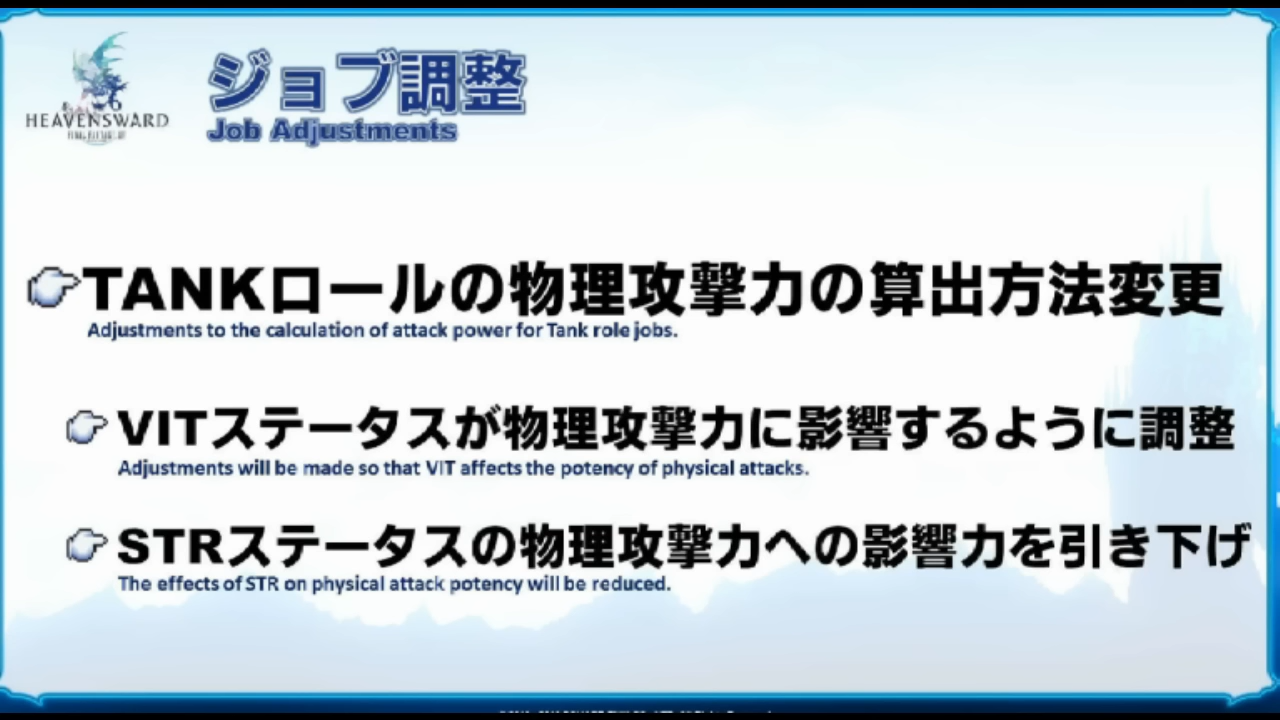 HEAVENSWARD
FINAL FANTASY XIV
ジョブ調整
Job Adjustments
TANKロールの物理攻撃力の算出方法変更
Adjustments to the calculation of attack power for Tank role jobs.
VITステータスが物理攻撃力に影響するように調整
Adjustments will be made so that VIT affects the potency of physical attacks.
STRステータスの物理攻撃力への影響力を引き下げ
The effects of STR on physical attack potency will be reduced.